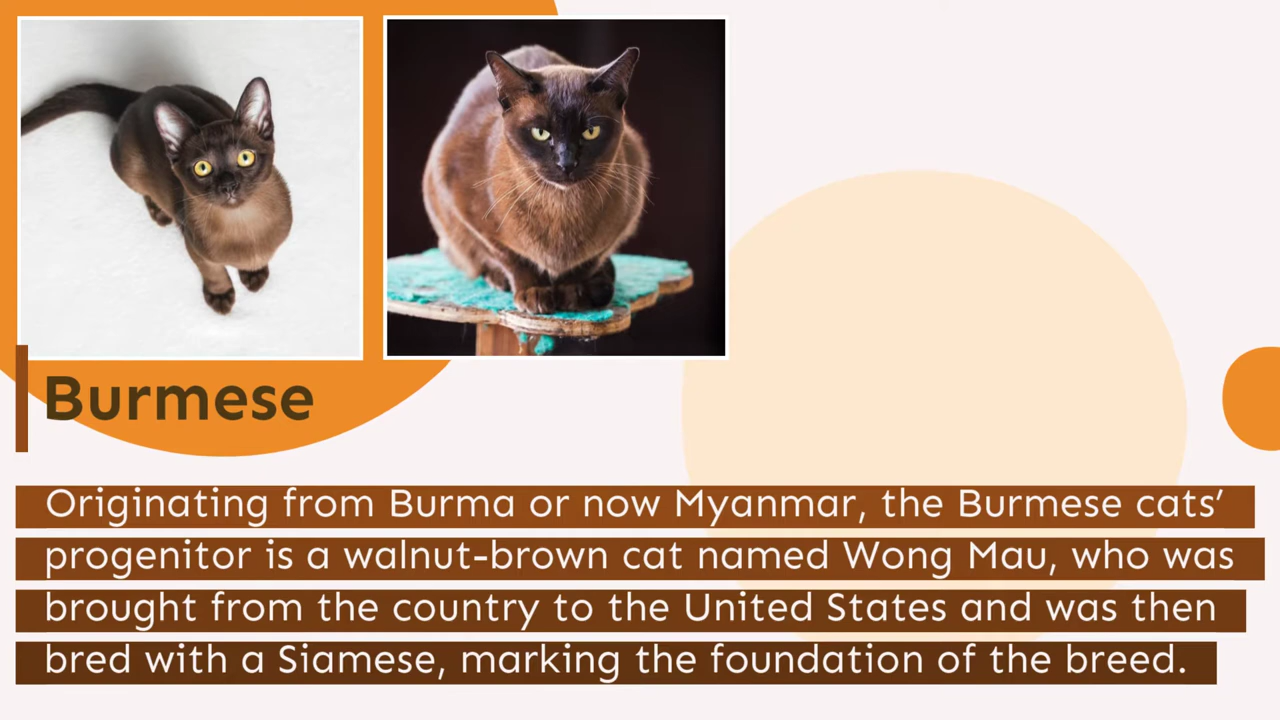 Burmese
Originating from Burma or now Myanmar, the Burmese cats’
progenitor is a walnut-brown cat named Wong Mau, who was
brought from the country to the United States and was then
bred with a Siamese, marking the foundation of the breed.